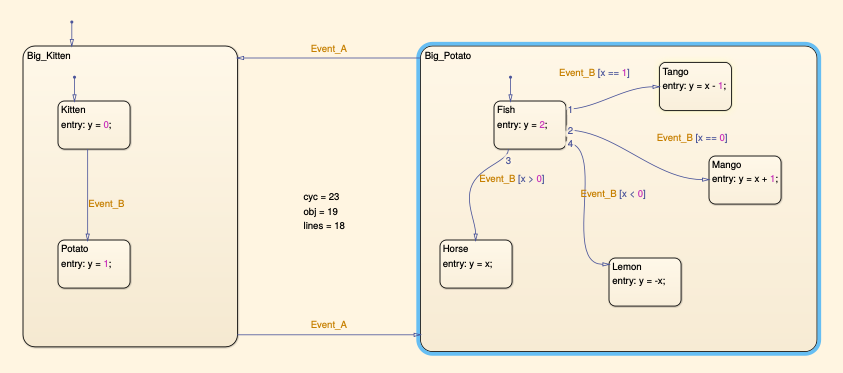 Event_A
Big_Kitten
Big_Potato
Kitten
entry: y = 0;
Event_B
Potato
entry: y = 1;
cyc = 23
obj = 19
lines = 18
Fish
entry: y = 2;
1
2
4
3
Event_B [x == 1]
Tango
entry: y = x - 1;
Event_B [x == 0]
Mango
entry: y = x + 1;
Event_B [x > 0]
Event_B [x < 0]
Horse
entry: y = x;
Lemon
entry: y = -x;
Event_A